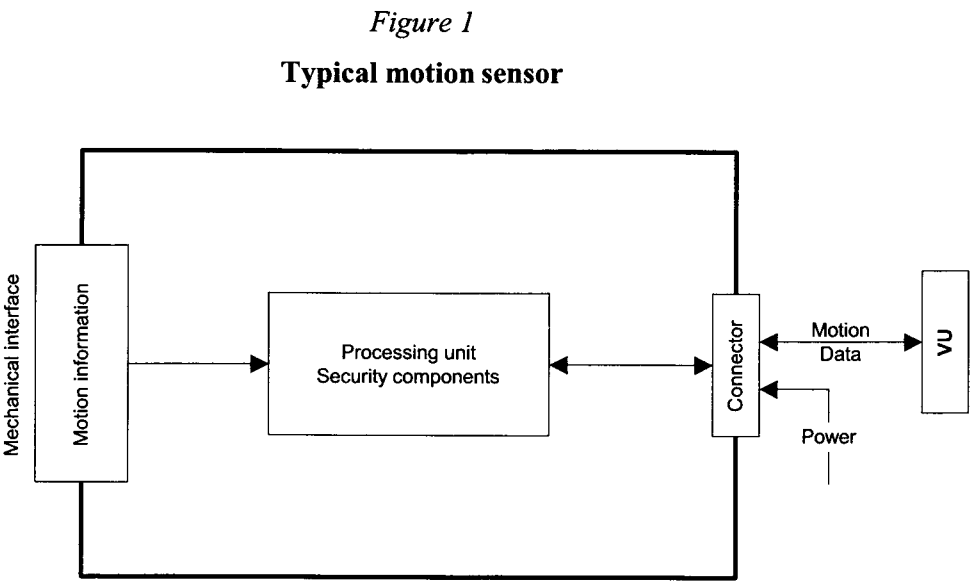 Figure 1
Typical motion sensor
Mechanical interface
Motion information
Processing unit
Security components
Connector
Motion
Data
Power
VU